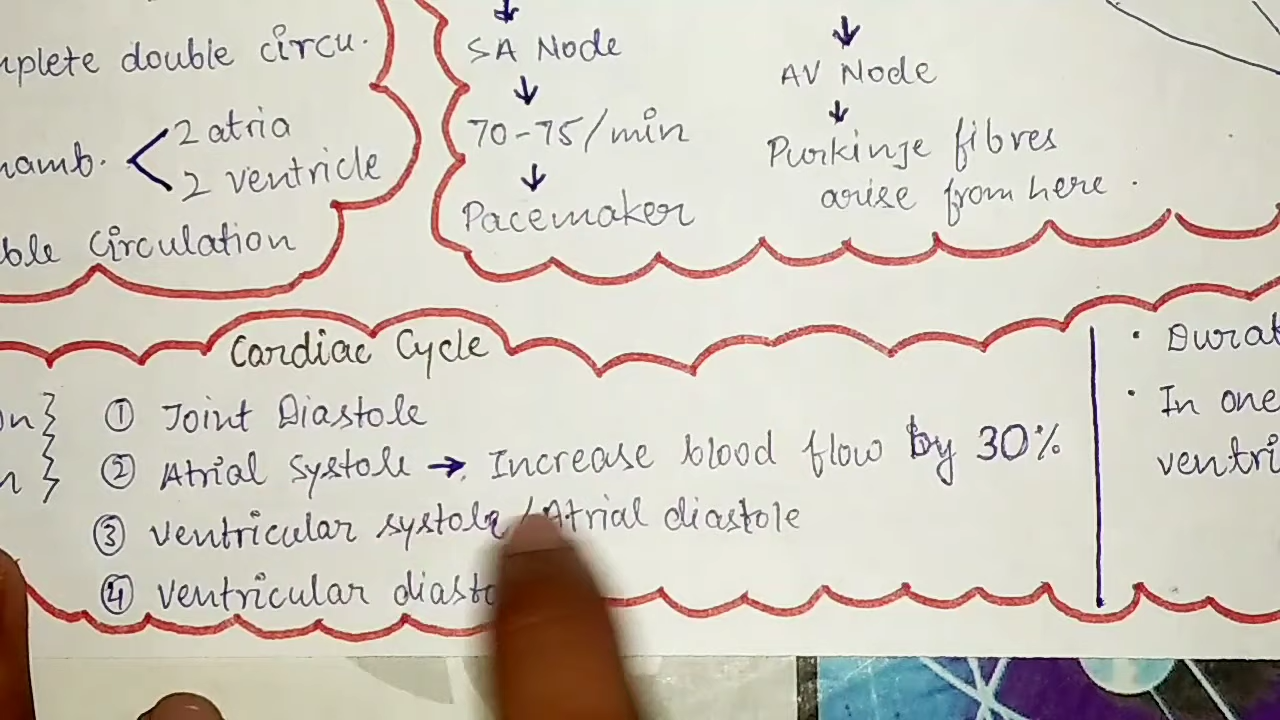 mplete double circu.
2 atria
hamb.
2 ventricle
ble Circulation
SA Node
70-75/min
Pacemaker
AV Node
Purkinje fibres
arise from here.
Cardiac Cycle
① Joint Diastole
② Atrial Systole → Increase blood flow by 30%
③ ventricular systole / Atrial diastole
④ ventricular diasto
• Durat
• In one
ventri